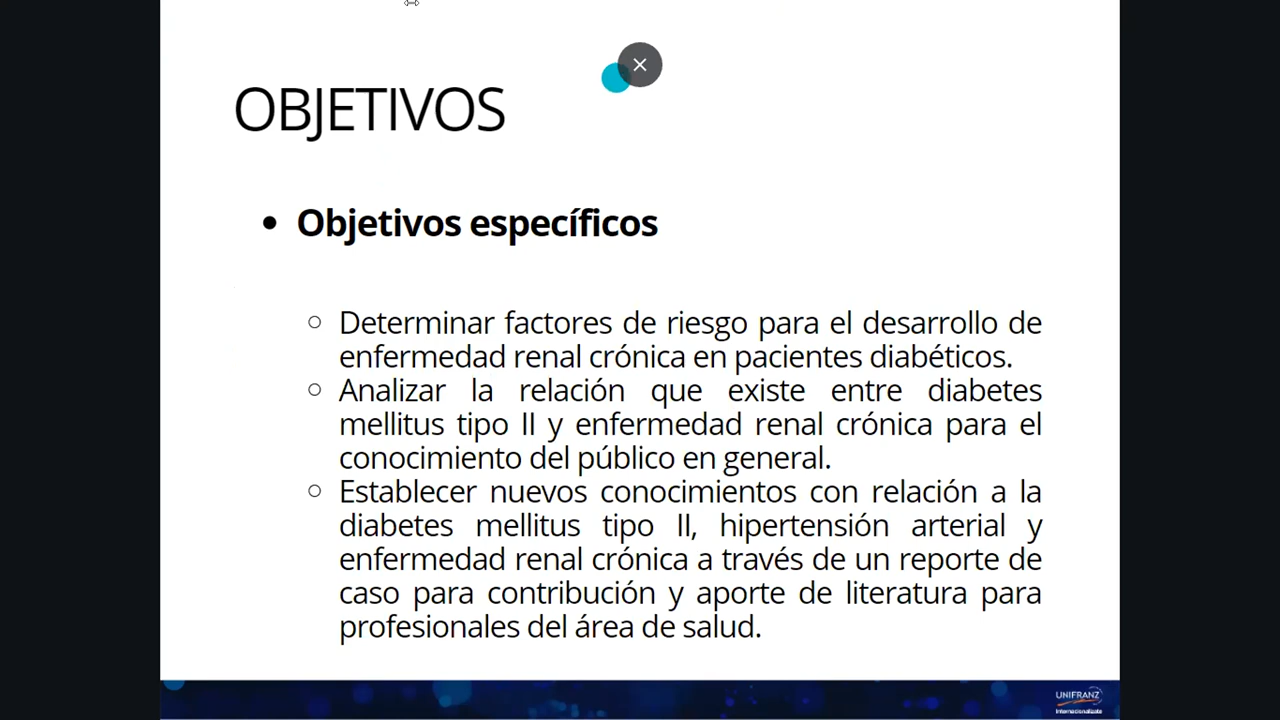 OBJETIVOS
• Objetivos específicos
○ Determinar factores de riesgo para el desarrollo de
enfermedad renal crónica en pacientes diabéticos.
○ Analizar la relación que existe entre diabetes
mellitus tipo II y enfermedad renal crónica para el
conocimiento del público en general.
○ Establecer nuevos conocimientos con relación a la
diabetes mellitus tipo II, hipertensión arterial y
enfermedad renal crónica a través de un reporte de
caso para contribución y aporte de literatura para
profesionales del área de salud.
UNIFRANZ
Internacionalízate